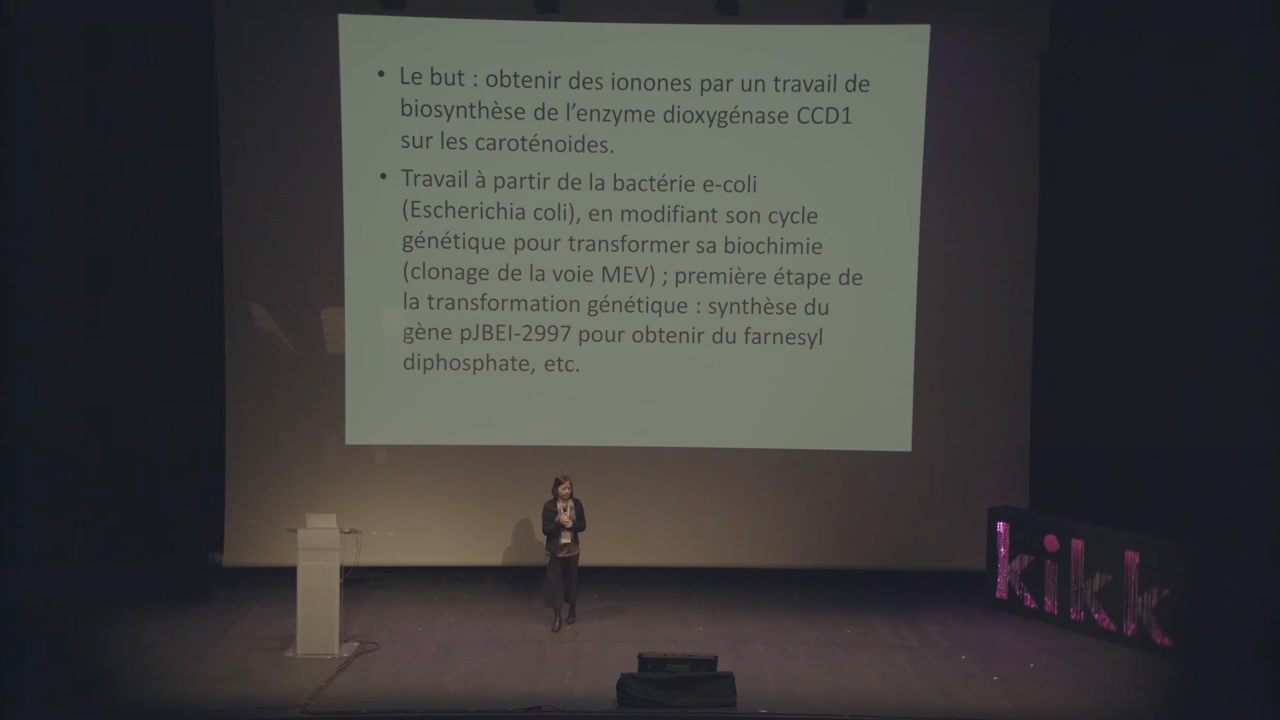 • Le but : obtenir des ionones par un travail de
biosynthèse de l'enzyme dioxygénase CCD1
sur les caroténoides.
• Travail à partir de la bactérie e-coli
(Escherichia coli), en modifiant son cycle
génétique pour transformer sa biochimie
(clonage de la voie MEV) ; première étape de
la transformation génétique : synthèse du
gène pJBEI-2997 pour obtenir du farnesyl
diphosphate, etc.
kikk